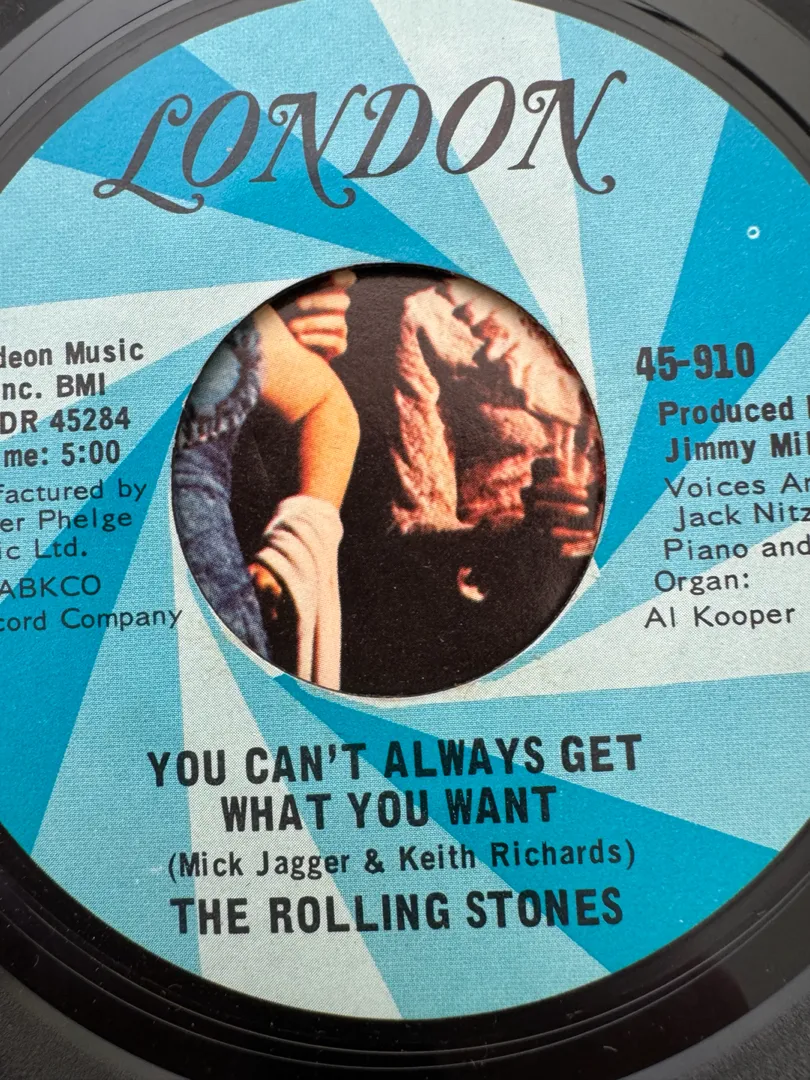 LONDON
deon Music
nc. BMI
DR 45284
me: 5:00
factured by
er Phelge
ic Ltd.
ABKCO
cord Company
45-910
Produced
Jimmy Mil
Voices Ar
Jack Nitz
Piano and
Organ:
Al Kooper
YOU CAN'T ALWAYS GET
WHAT YOU WANT
(Mick Jagger & Keith Richards)
THE ROLLING STONES